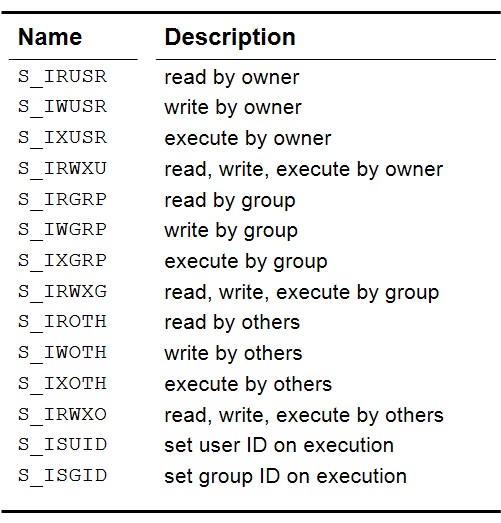 Name Description
S_IRUSR read by owner
S_IWUSR write by owner
S_IXUSR execute by owner
S_IRWXU read, write, execute by owner
S_IRGRP read by group
S_IWGRP write by group
S_IXGRP execute by group
S_IRWXG read, write, execute by group
S_IROTH read by others
S_IWOTH write by others
S_IXOTH execute by others
S_IRWXO read, write, execute by others
S_ISUID set user ID on execution
S_ISGID set group ID on execution